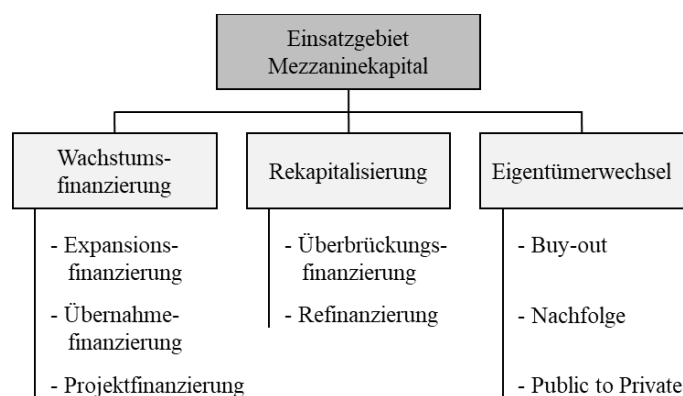 Einsatzgebiet
Mezzaninekapital
Wachstums-
finanzierung
- Expansions-
finanzierung
- Übernahme-
finanzierung
- Projektfinanzierung
Rekapitalisierung
- Überbrückungs-
finanzierung
- Refinanzierung
Eigentümerwechsel
- Buy-out
- Nachfolge
- Public to Private